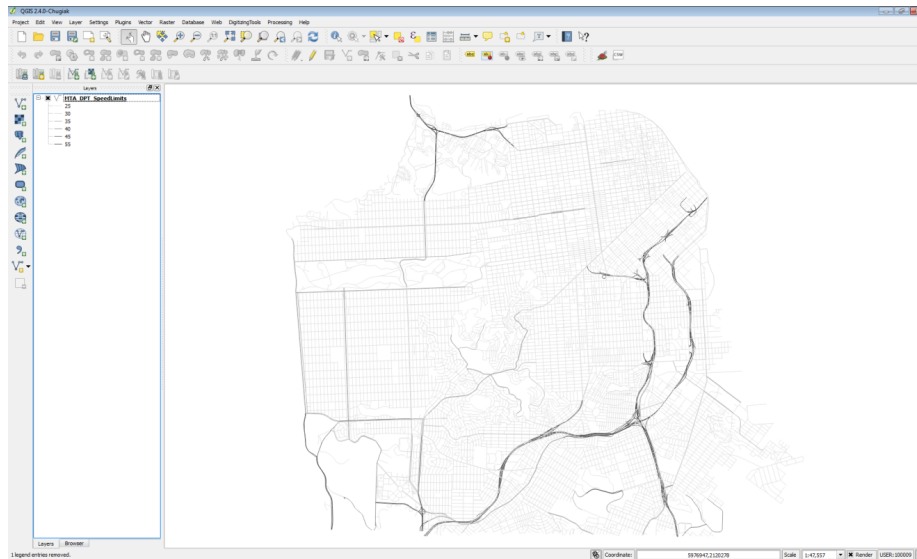 QGIS 2.4.0-Chugiak
Project Edit View Layer Settings Plugins Vector Raster Database Web DigitizingTools Processing Help
Layers
MTA_DPT_SpeedLimits
25
30
35
40
45
55
Layers Browser
1 legend entries removed.
Coordinate: 5976947,2120278 Scale 1:47,557 Render USER:100009